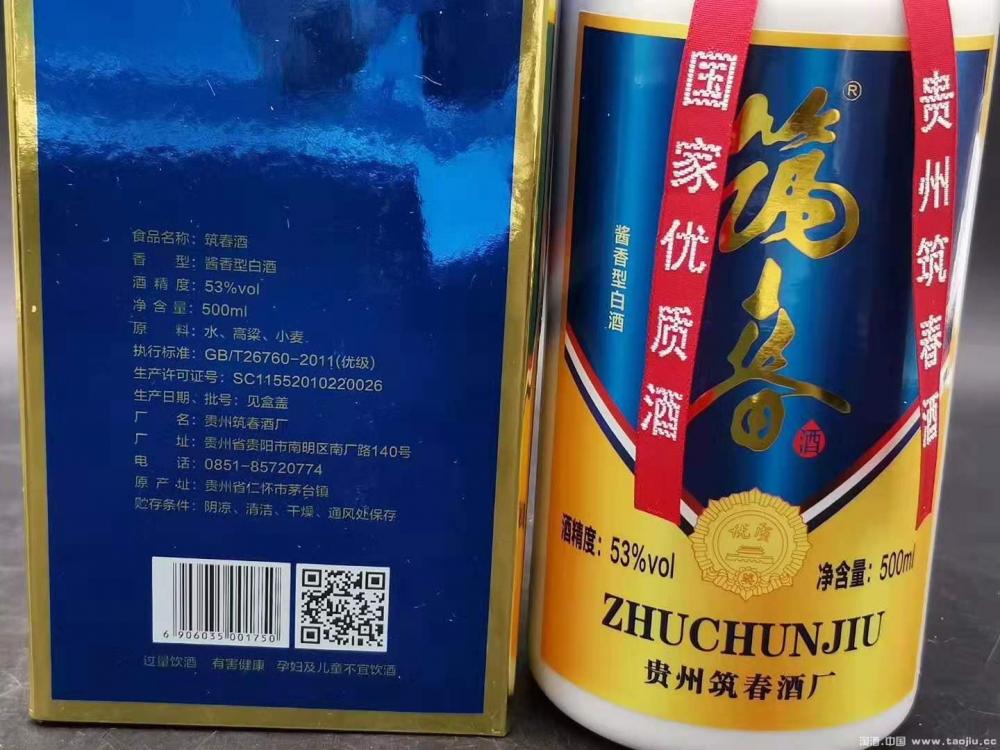 食品名称：筑春酒
香 型：酱香型白酒
酒 精 度：53%vol
净 含 量：500ml
原 料：水、高粱、小麦
执行标准：GB/T26760-2011(优级)
生产许可证号：SC11552010220026
生产日期、批号：见盒盖
厂 名：贵州筑春酒厂
厂 址：贵州省贵阳市南明区南厂路140号
电 话：0851-85720774
原 产 址：贵州省仁怀市茅台镇
贮存条件：阴凉、清洁、干燥、通风处保存
6 906035 001750
过量饮酒 有害健康 孕妇及儿童不宜饮酒
国家优质酒
贵州筑春酒
筑春
®
酒
酱香型白酒
优质
酒精度：53%vol
净含量：500ml
ZHUCHUNJIU
贵州筑春酒厂
淘酒.中国 www.taojiu.cc